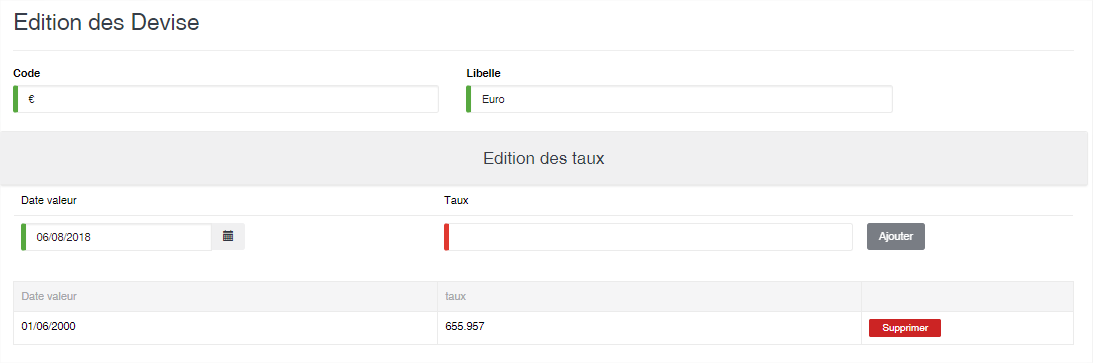 Edition des Devise
Code Libelle
€ Euro
Edition des taux
Date valeur Taux
06/08/2018 Ajouter
Date valeur taux
01/06/2000 655.957 Supprimer